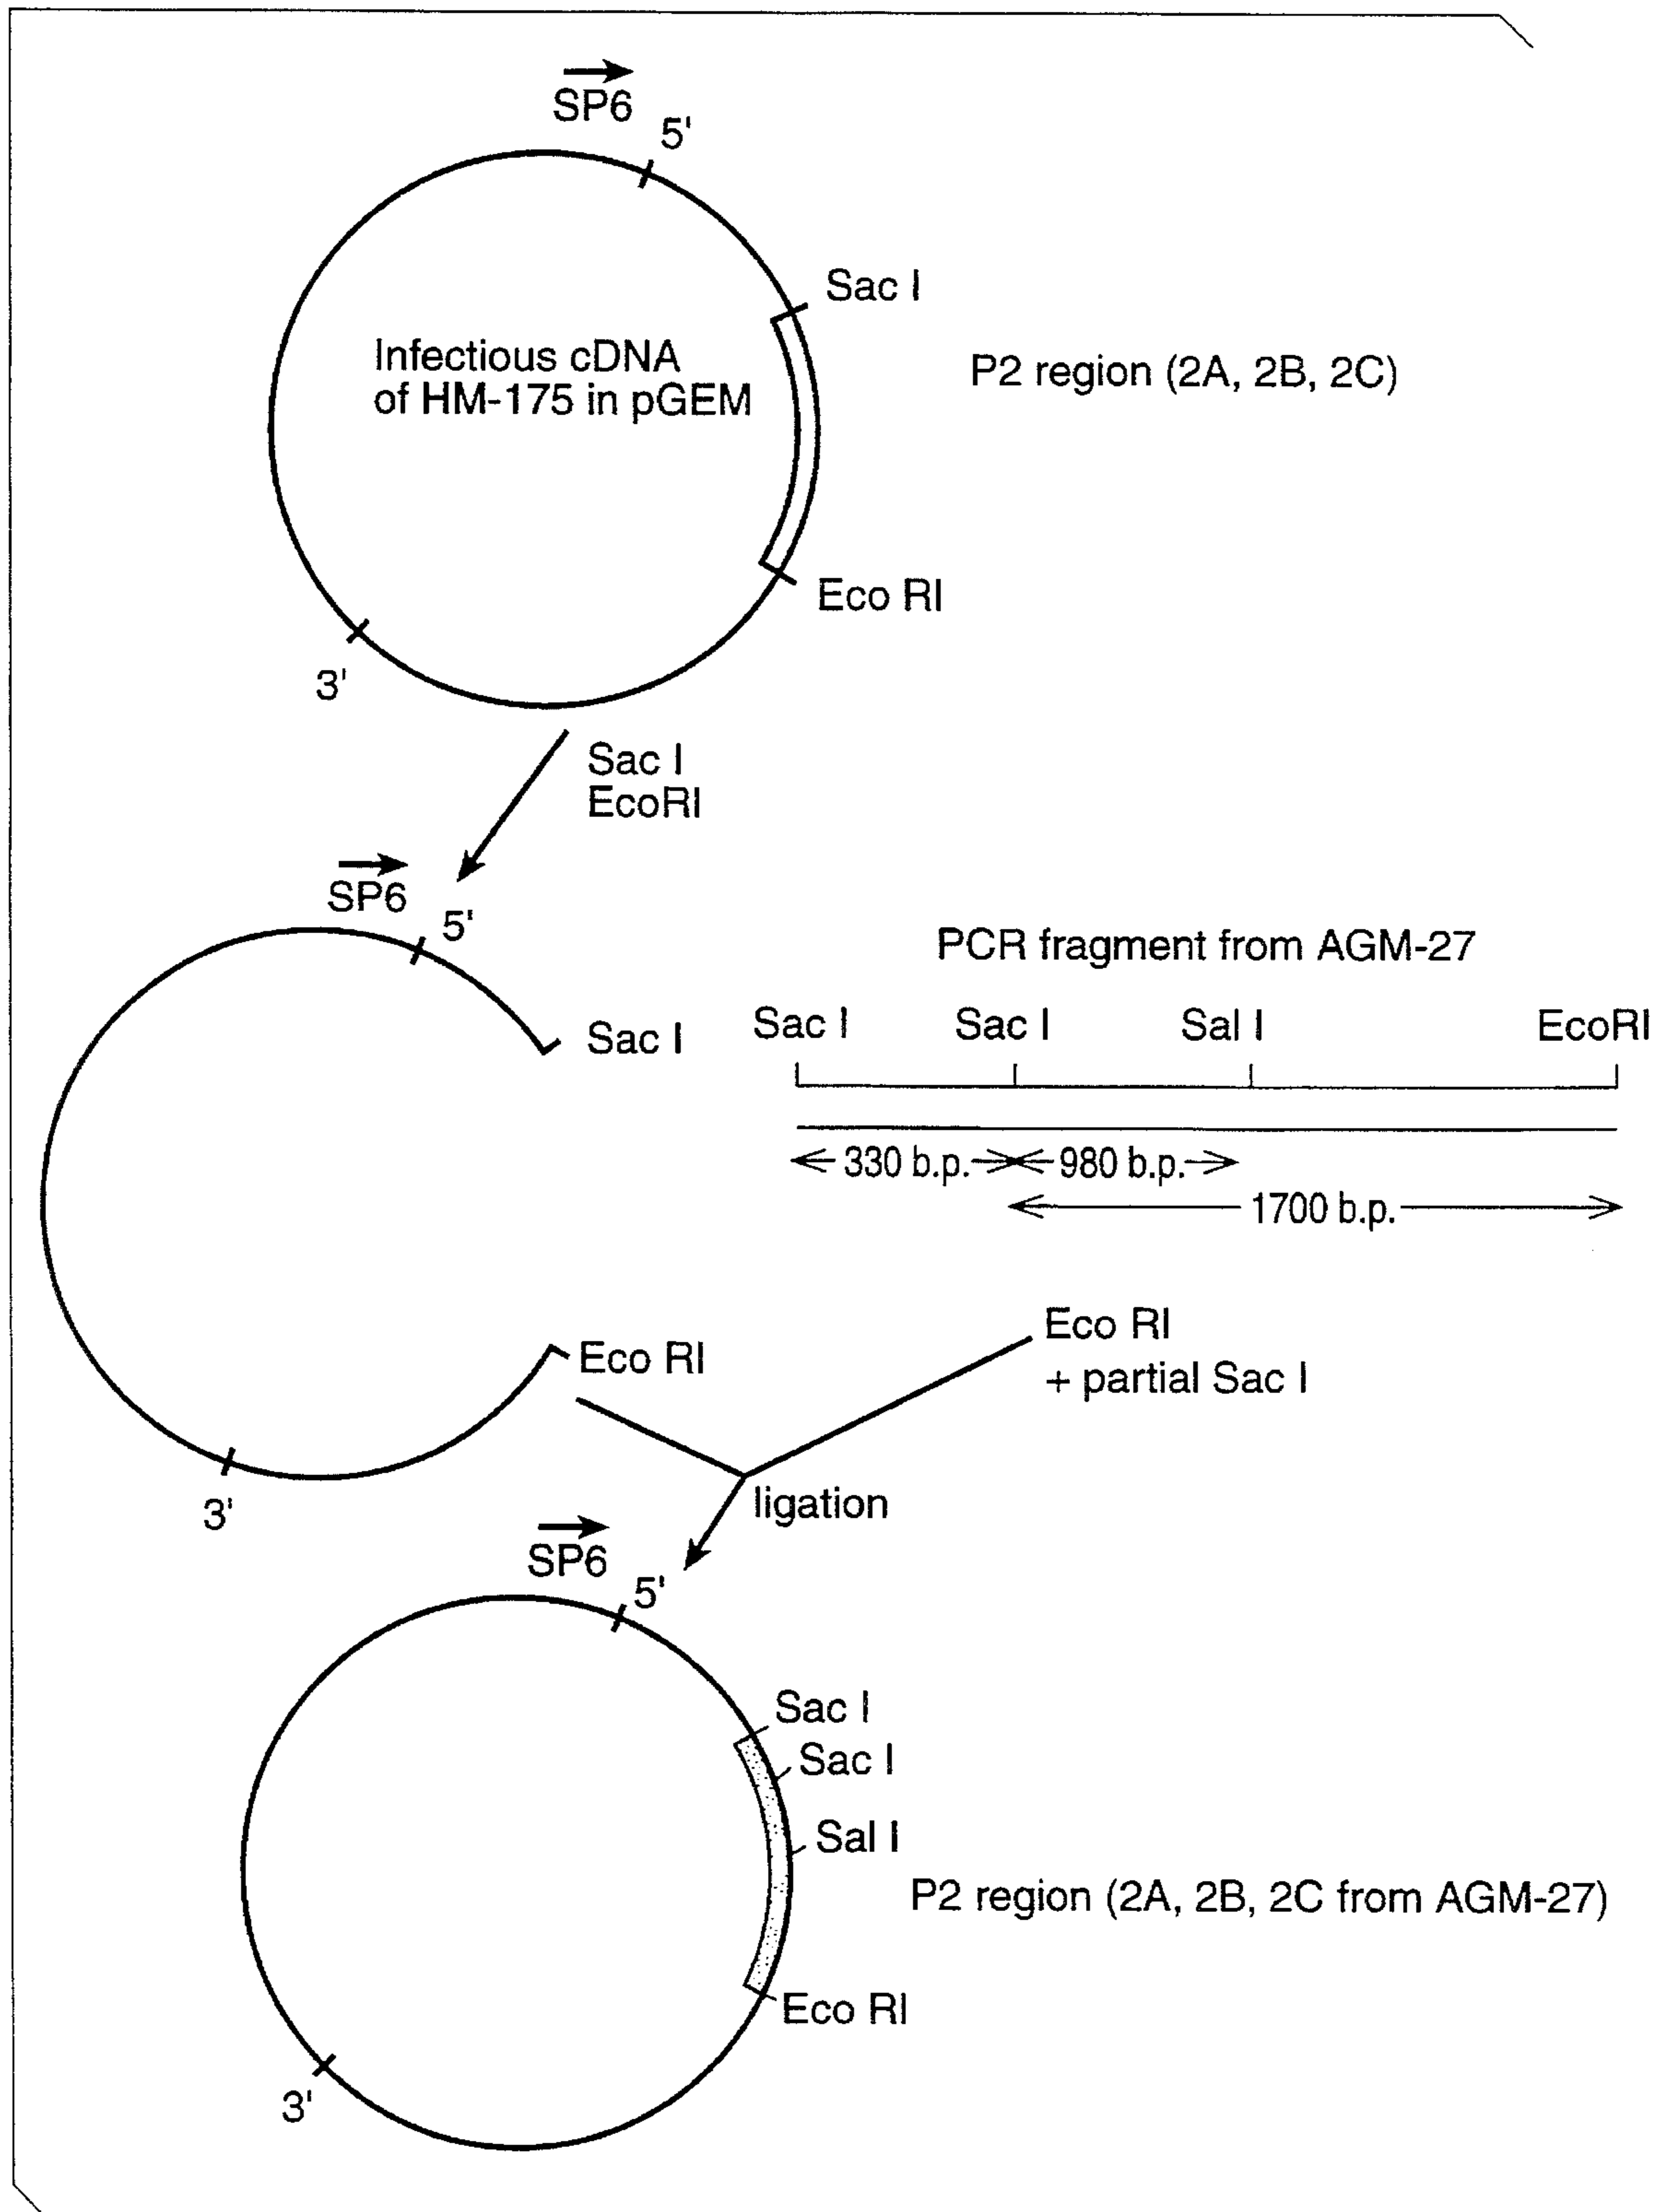 SP6
5'
Sac I
Infectious cDNA
of HM-175 in pGEM
P2 region (2A, 2B, 2C)
Eco RI
3'
Sac I
EcoRI
SP6
5'
PCR fragment from AGM-27
Sac I
Sac I
Sac I
Sal I
EcoRI
330 b.p.
980 b.p.
1700 b.p.
Eco RI
Eco RI
+ partial Sac I
3'
ligation
SP6
5'
Sac I
Sac I
Sal I
P2 region (2A, 2B, 2C from AGM-27)
Eco RI
3'